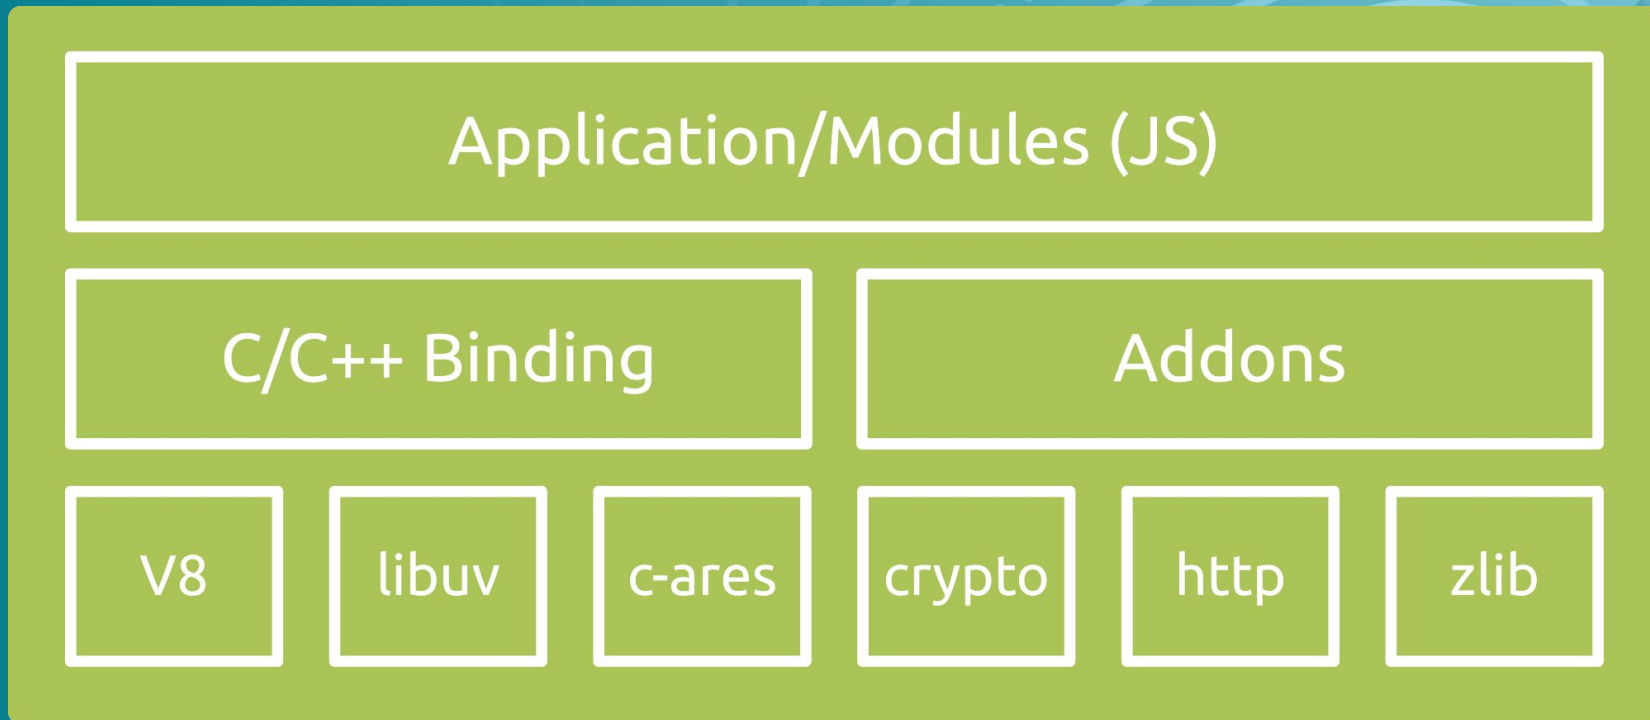 Application/Modules (JS)
C/C++ Binding
Addons
V8
libuv
c-ares
crypto
http
zlib